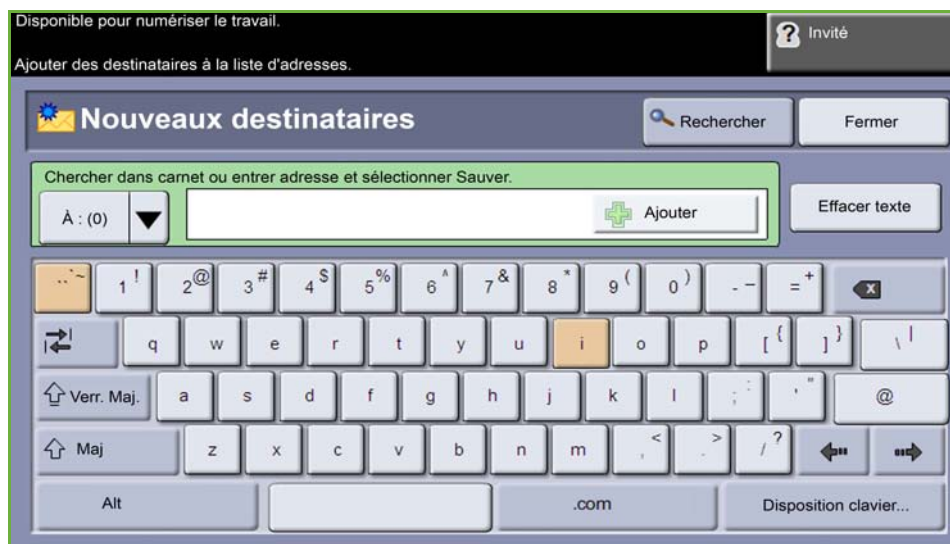 Disponible pour numériser le travail.
Invité
Ajouter des destinataires à la liste d'adresses.
Nouveaux destinataires
Rechercher
Fermer
Chercher dans carnet ou entrer adresse et sélectionner Sauver.
À : (0)
Ajouter
Effacer texte
..`~ 1 ! 2 @ 3 # 4 $ 5 % 6 ^ 7 & 8 * 9 ( 0 ) - _ = +
q w e r t y u i o p [ { ] } \ |
Verr. Maj. a s d f g h j k l ; : ' " @
Maj z x c v b n m , < . > / ?
Alt .com Disposition clavier...